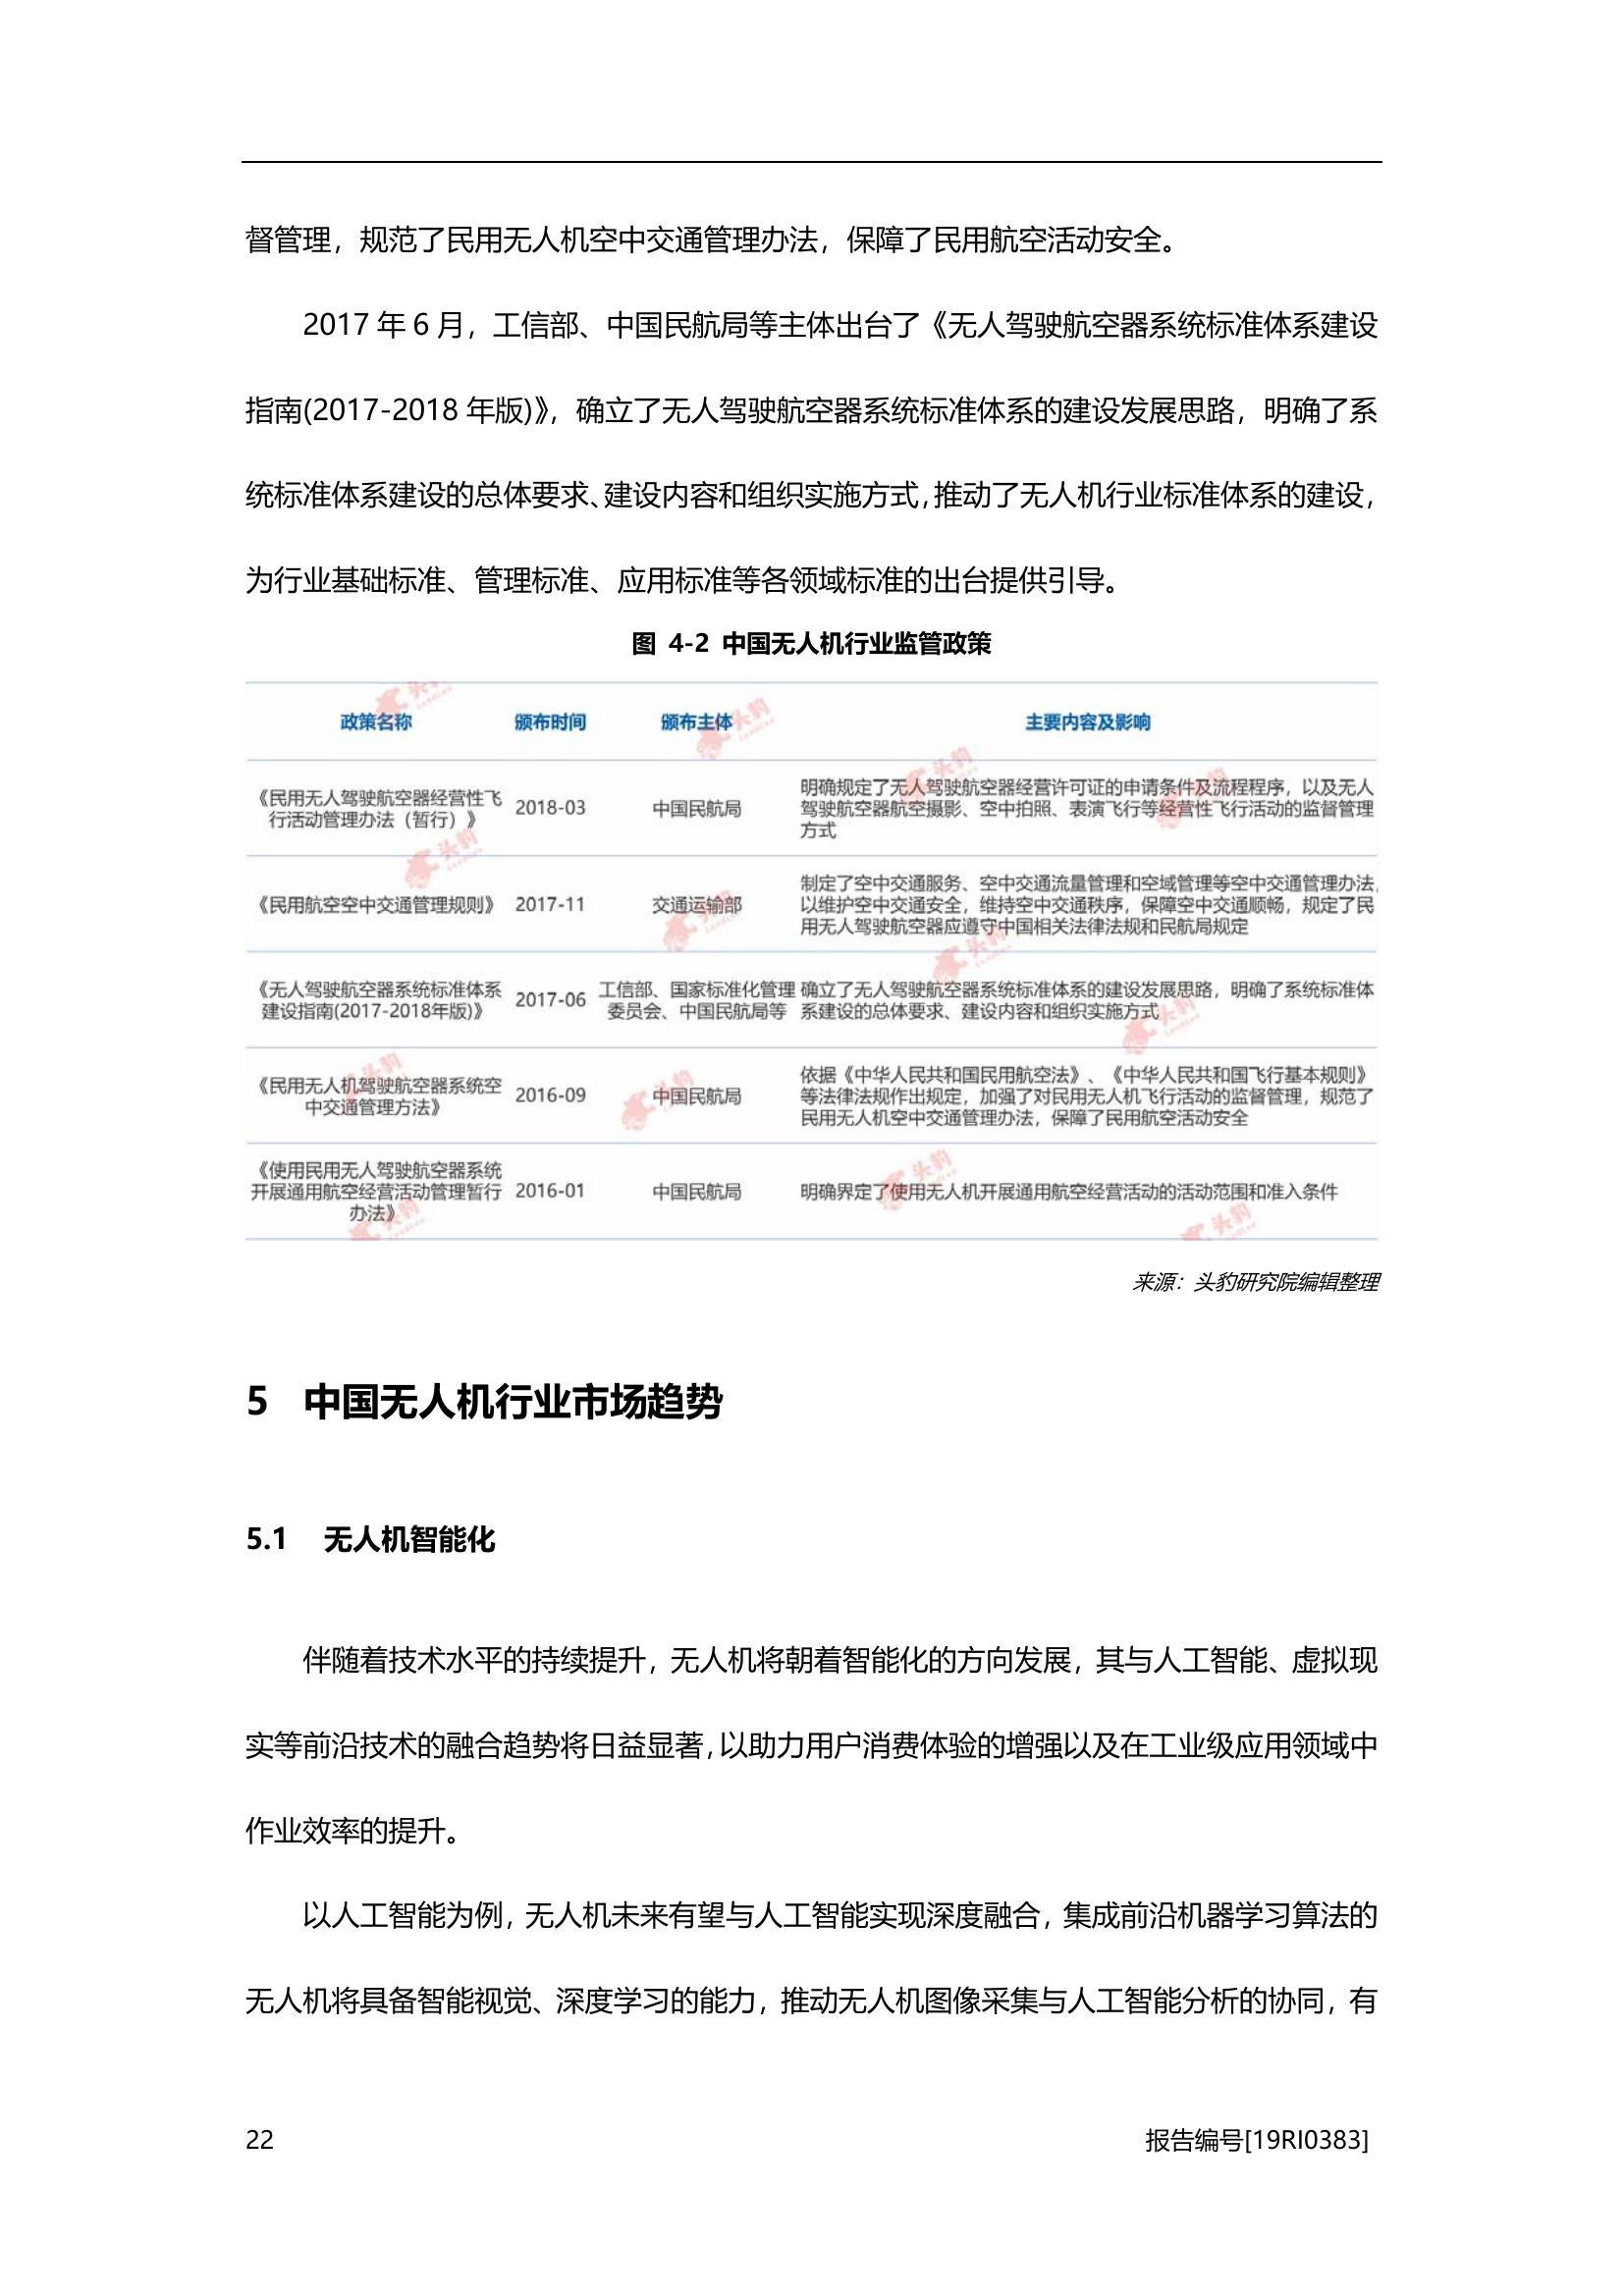 督管理，规范了民用无人机空中交通管理办法，保障了民用航空活动安全。
2017 年 6 月，工信部、中国民航局等主体出台了《无人驾驶航空器系统标准体系建设
指南(2017-2018 年版)》，确立了无人驾驶航空器系统标准体系的建设发展思路，明确了系
统标准体系建设的总体要求、建设内容和组织实施方式，推动了无人机行业标准体系的建设，
为行业基础标准、管理标准、应用标准等各领域标准的出台提供引导。
图 4-2 中国无人机行业监管政策
政策名称 颁布时间 颁布主体 主要内容及影响
《民用无人驾驶航空器经营性飞
行活动管理办法（暂行）》
2018-03
中国民航局
明确规定了无人驾驶航空器经营许可证的申请条件及流程程序，以及无人
驾驶航空器航空摄影、空中拍照、表演飞行等经营性飞行活动的监督管理
方式
《民用航空空中交通管理规则》
2017-11
交通运输部
制定了空中交通服务、空中交通流量管理和空域管理等空中交通管理办法，
以维护空中交通安全，维持空中交通秩序，保障空中交通顺畅，规定了民
用无人驾驶航空器应遵守中国相关法律法规和民航局规定
《无人驾驶航空器系统标准体系
建设指南(2017-2018年版)》
2017-06
工信部、国家标准化管理
委员会、中国民航局等
确立了无人驾驶航空器系统标准体系的建设发展思路，明确了系统标准体
系建设的总体要求、建设内容和组织实施方式
《民用无人机驾驶航空器系统空
中交通管理方法》
2016-09
中国民航局
依据《中华人民共和国民用航空法》、《中华人民共和国飞行基本规则》
等法律法规作出规定，加强了对民用无人机飞行活动的监督管理，规范了
民用无人机空中交通管理办法，保障了民用航空活动安全
《使用民用无人驾驶航空器系统
开展通用航空经营活动管理暂行
办法》
2016-01
中国民航局
明确界定了使用无人机开展通用航空经营活动的活动范围和准入条件
来源：头豹研究院编辑整理
5 中国无人机行业市场趋势
5.1 无人机智能化
伴随着技术水平的持续提升，无人机将朝着智能化的方向发展，其与人工智能、虚拟现
实等前沿技术的融合趋势将日益显著，以助力用户消费体验的增强以及在工业级应用领域中
作业效率的提升。
以人工智能为例，无人机未来有望与人工智能实现深度融合，集成前沿机器学习算法的
无人机将具备智能视觉、深度学习的能力，推动无人机图像采集与人工智能分析的协同，有
22 报告编号[19RI0383]